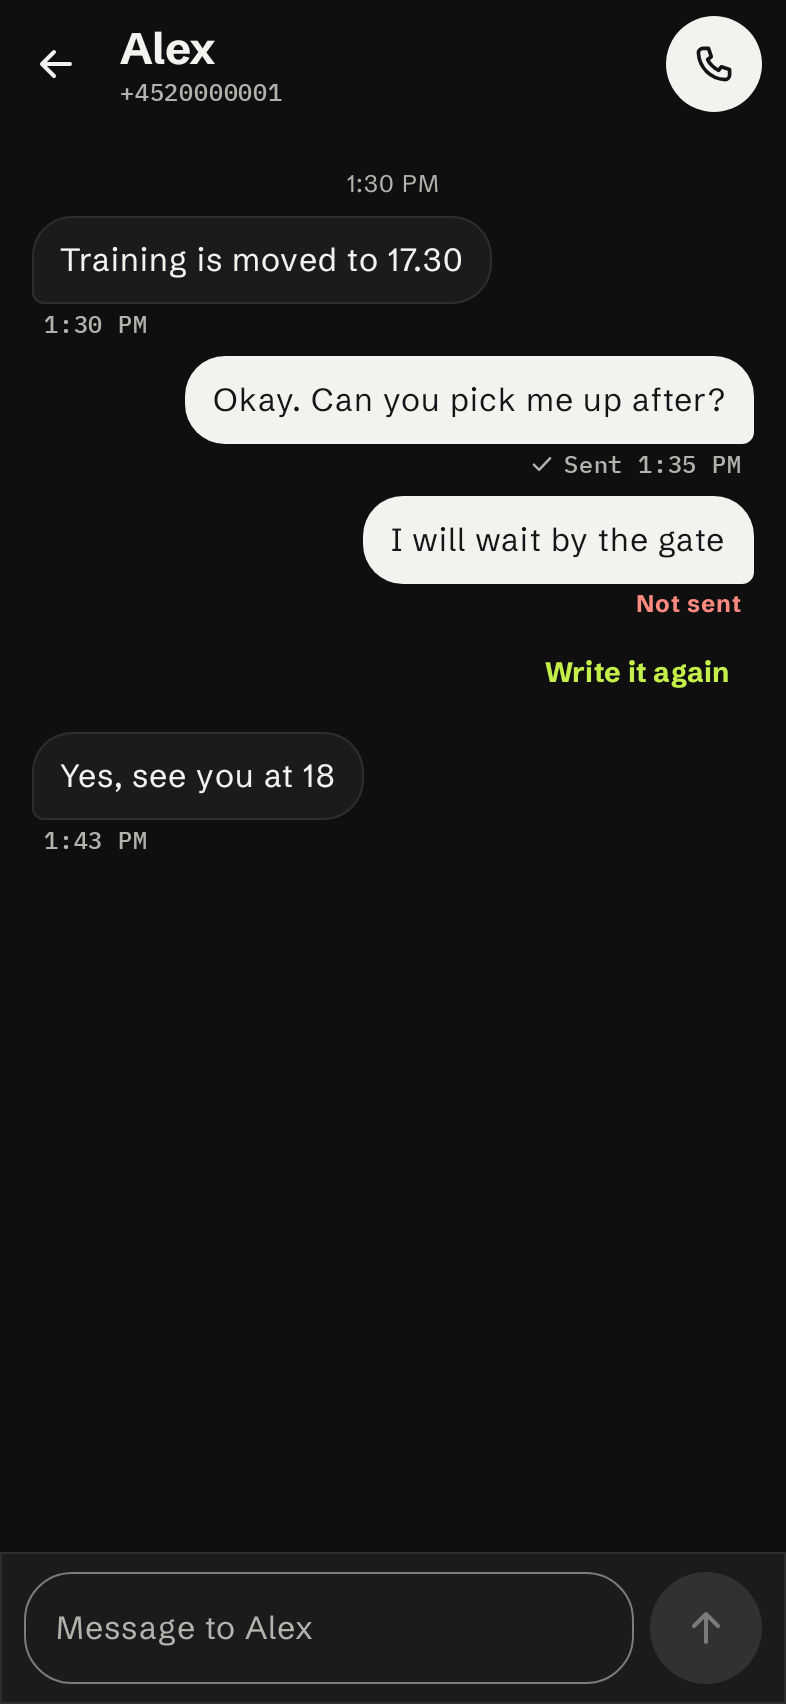 Alex
+4520000001
1:30 PM
Training is moved to 17.30
1:30 PM
Okay. Can you pick me up after?
Sent 1:35 PM
I will wait by the gate
Not sent
Write it again
Yes, see you at 18
1:43 PM
Message to Alex